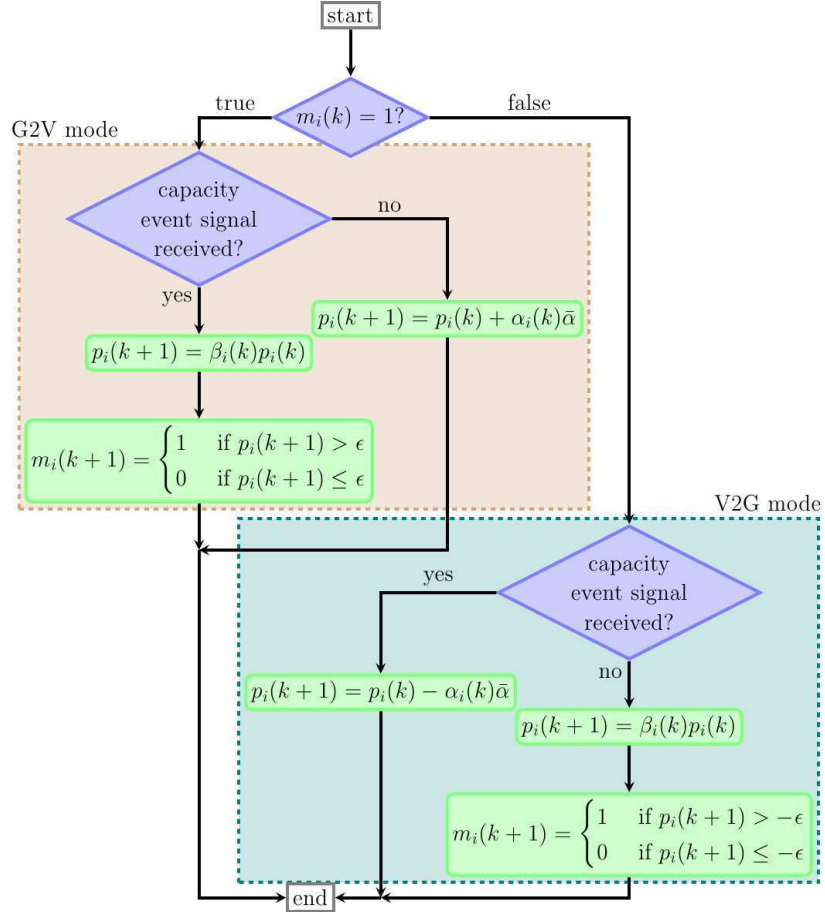 start
m_i(k) = 1?
true
false
G2V mode
capacity
event signal
received?
no
yes
p_i(k + 1) = p_i(k) + α_i(k)ᾱ
p_i(k + 1) = β_i(k)p_i(k)
m_i(k + 1) = { 1 if p_i(k + 1) > ϵ
0 if p_i(k + 1) ≤ ϵ
V2G mode
capacity
event signal
received?
yes
no
p_i(k + 1) = p_i(k) − α_i(k)ᾱ
p_i(k + 1) = β_i(k)p_i(k)
m_i(k + 1) = { 1 if p_i(k + 1) > −ϵ
0 if p_i(k + 1) ≤ −ϵ
end